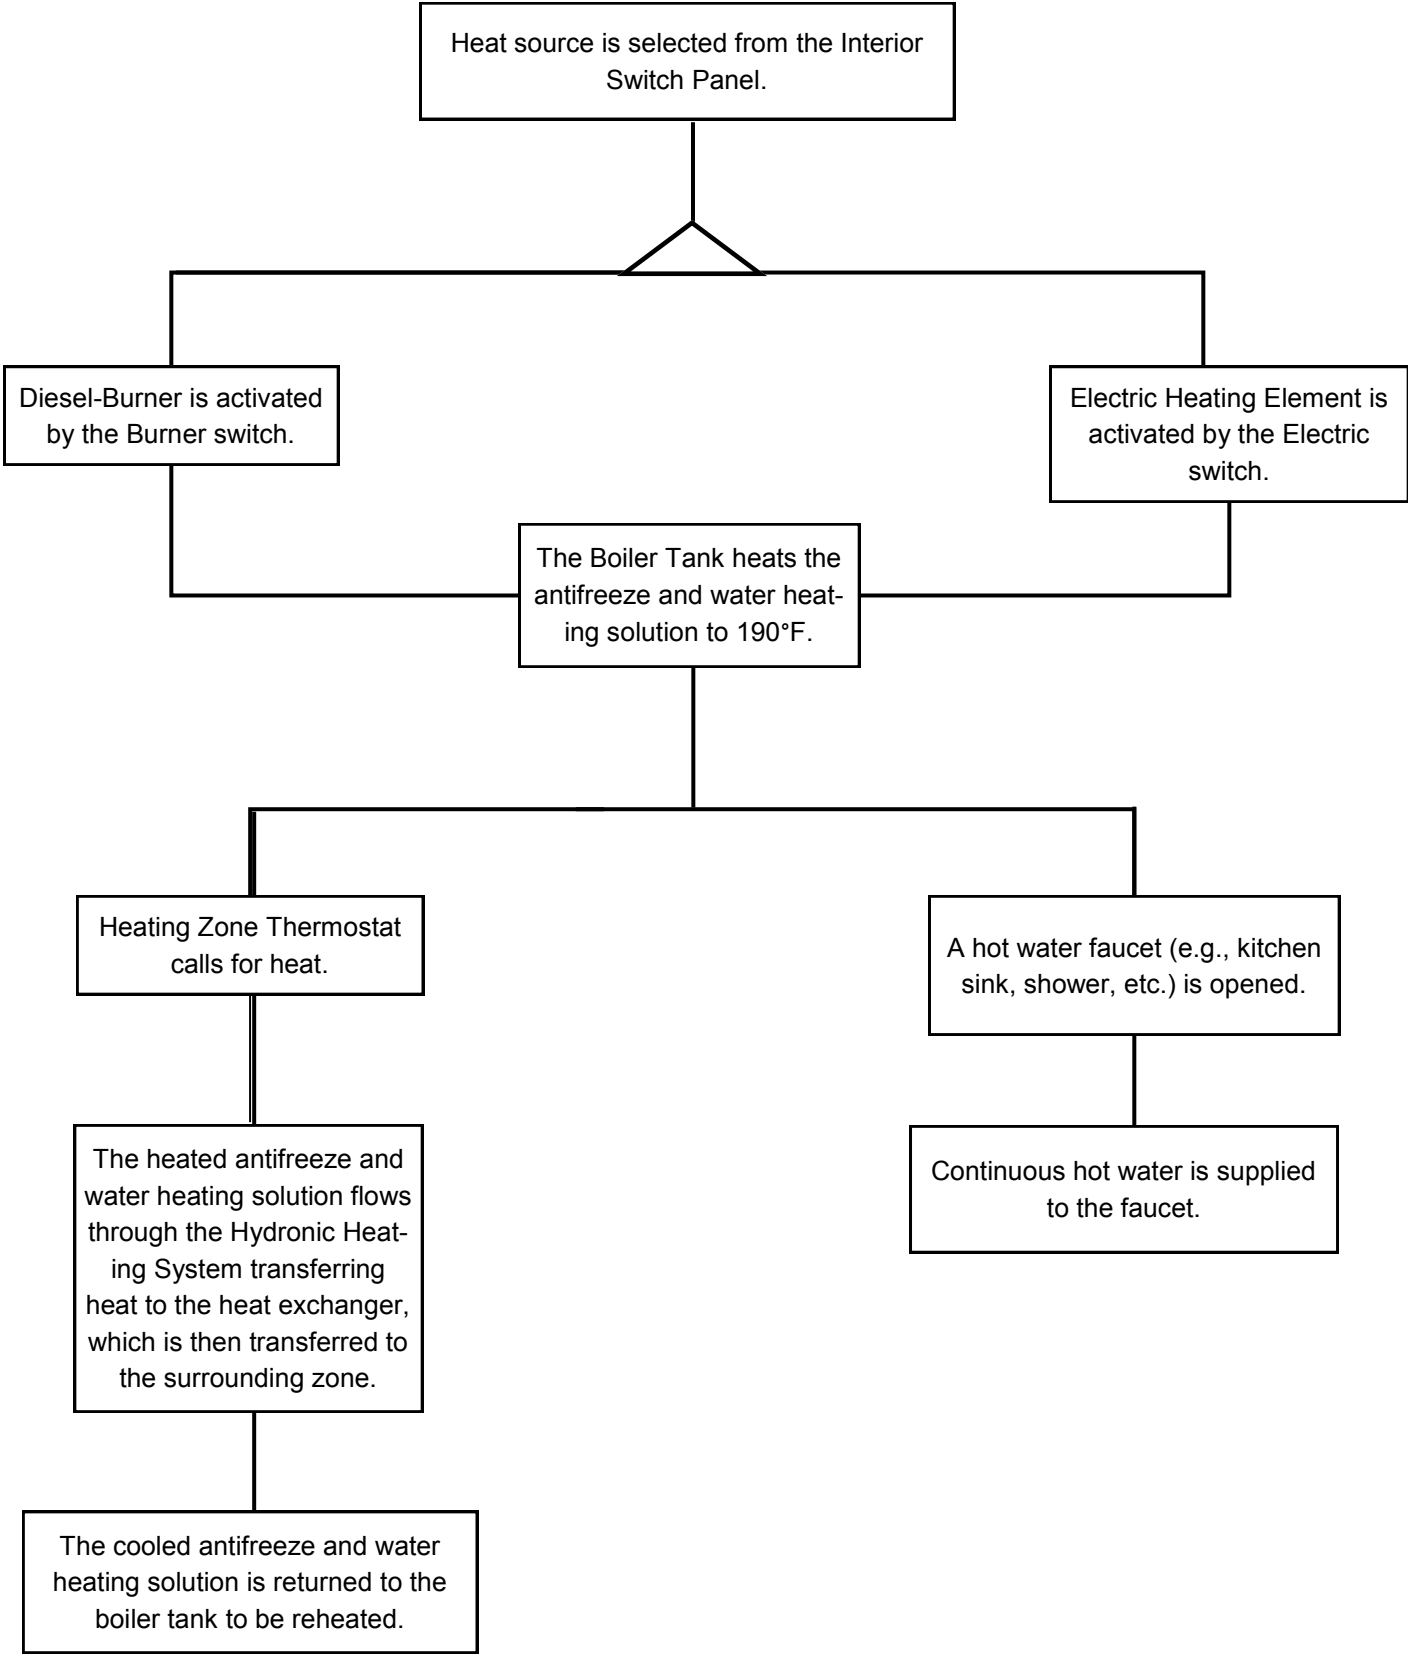 Heat source is selected from the Interior
Switch Panel.
Diesel-Burner is activated
by the Burner switch.
Electric Heating Element is
activated by the Electric
switch.
The Boiler Tank heats the
antifreeze and water heat-
ing solution to 190°F.
Heating Zone Thermostat
calls for heat.
A hot water faucet (e.g., kitchen
sink, shower, etc.) is opened.
The heated antifreeze and
water heating solution flows
through the Hydronic Heat-
ing System transferring
heat to the heat exchanger,
which is then transferred to
the surrounding zone.
Continuous hot water is supplied
to the faucet.
The cooled antifreeze and water
heating solution is returned to the
boiler tank to be reheated.